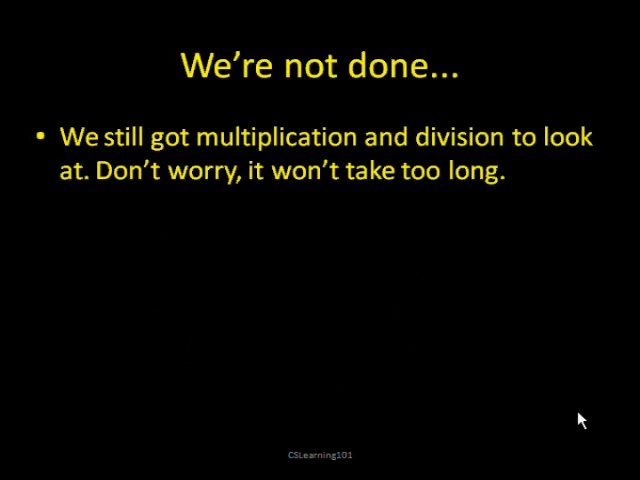 We’re not done...
• We still got multiplication and division to look
at. Don’t worry, it won’t take too long.
CSLearning101